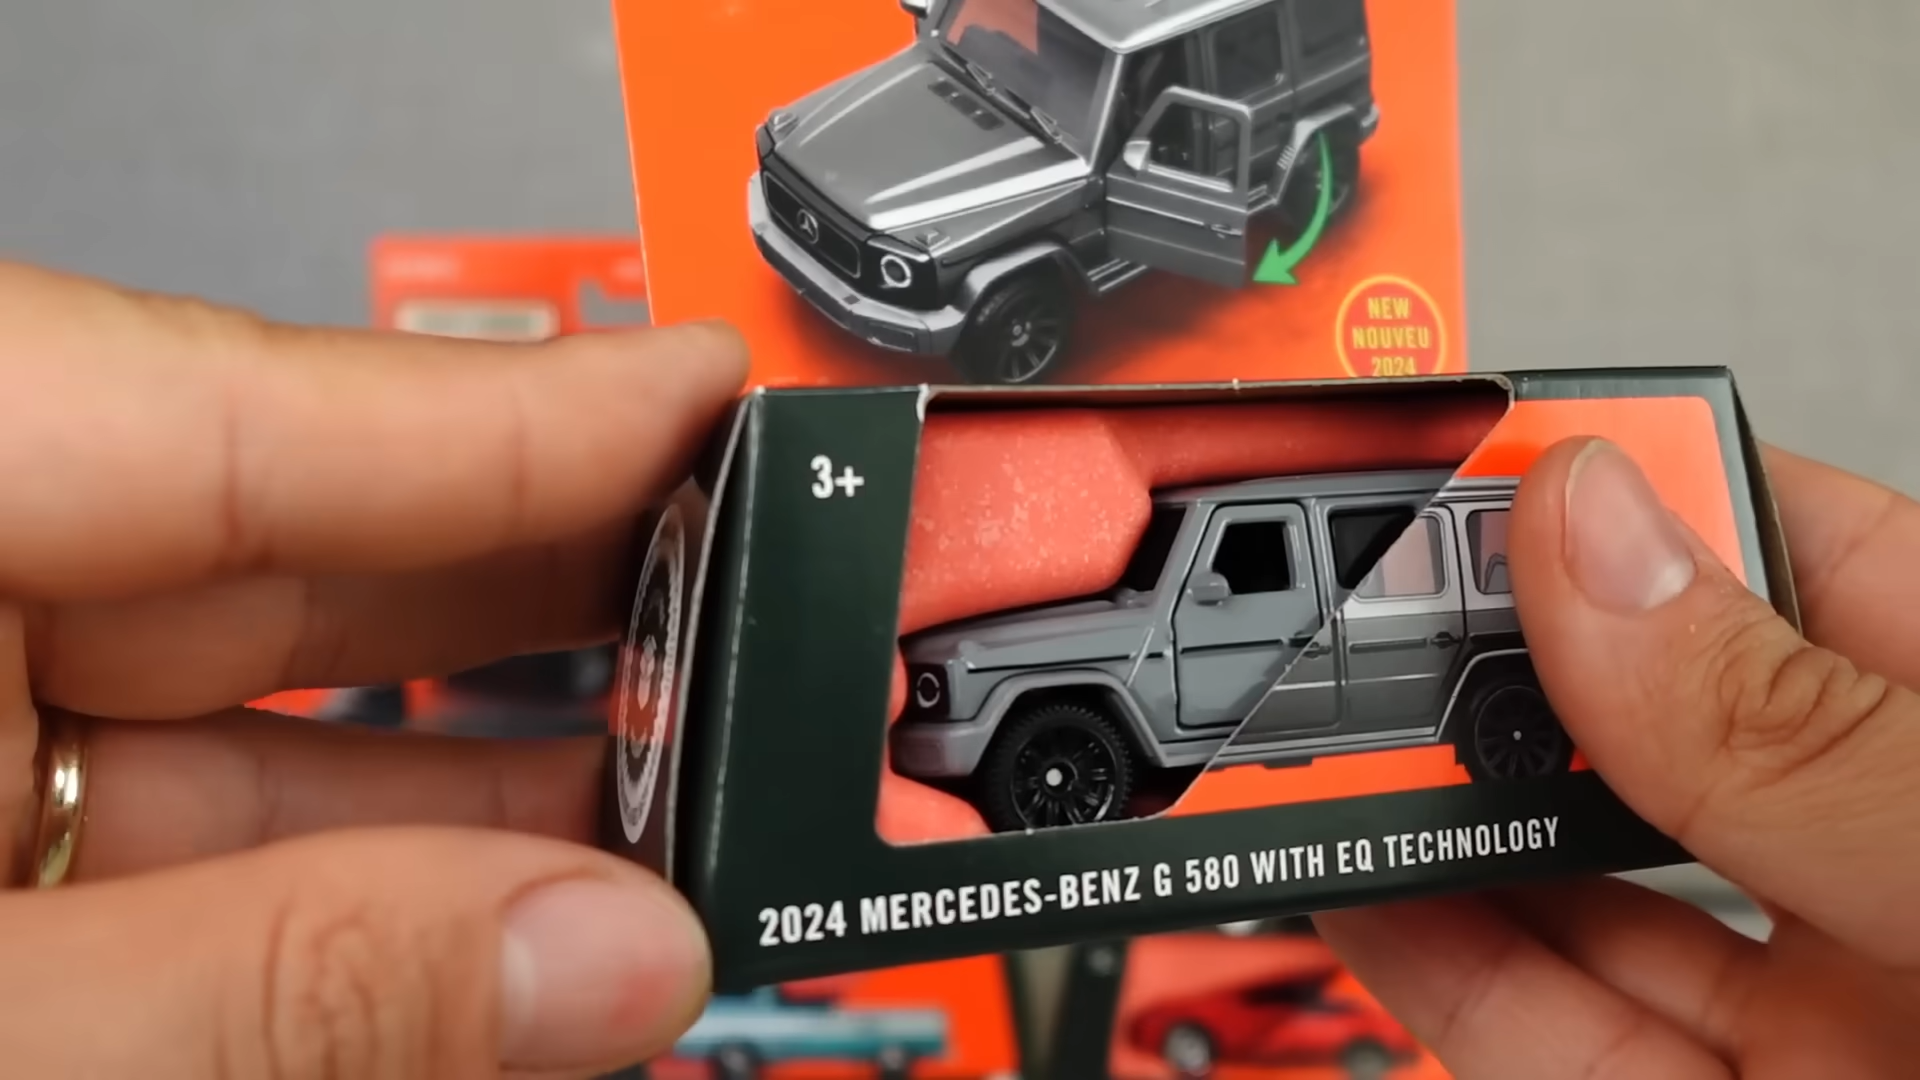 NEW
NOUVEU
2024
3+
2024 MERCEDES-BENZ G 580 WITH EQ TECHNOLOGY